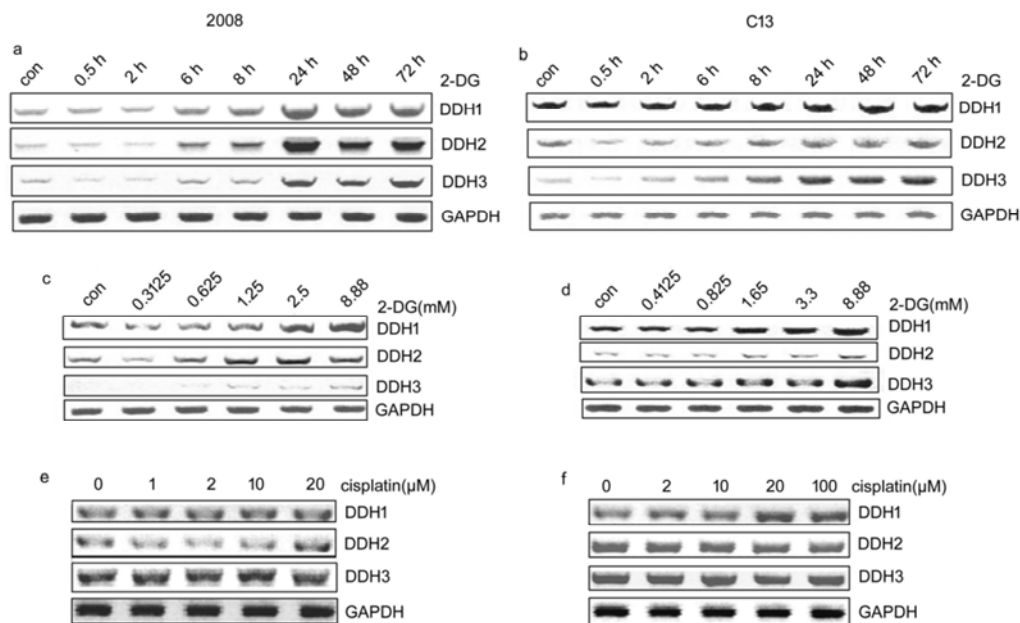 2008
C13
a
con 0.5 h 2 h 6 h 8 h 24 h 48 h 72 h 2-DG
DDH1
DDH2
DDH3
GAPDH
b
con 0.5 h 2 h 6 h 8 h 24 h 48 h 72 h 2-DG
DDH1
DDH2
DDH3
GAPDH
c
con 0.3125 0.625 1.25 2.5 8.88 2-DG(mM)
DDH1
DDH2
DDH3
GAPDH
d
con 0.4125 0.825 1.65 3.3 8.88 2-DG(mM)
DDH1
DDH2
DDH3
GAPDH
e
0 1 2 10 20 cisplatin(μM)
DDH1
DDH2
DDH3
GAPDH
f
0 2 10 20 100 cisplatin(μM)
DDH1
DDH2
DDH3
GAPDH